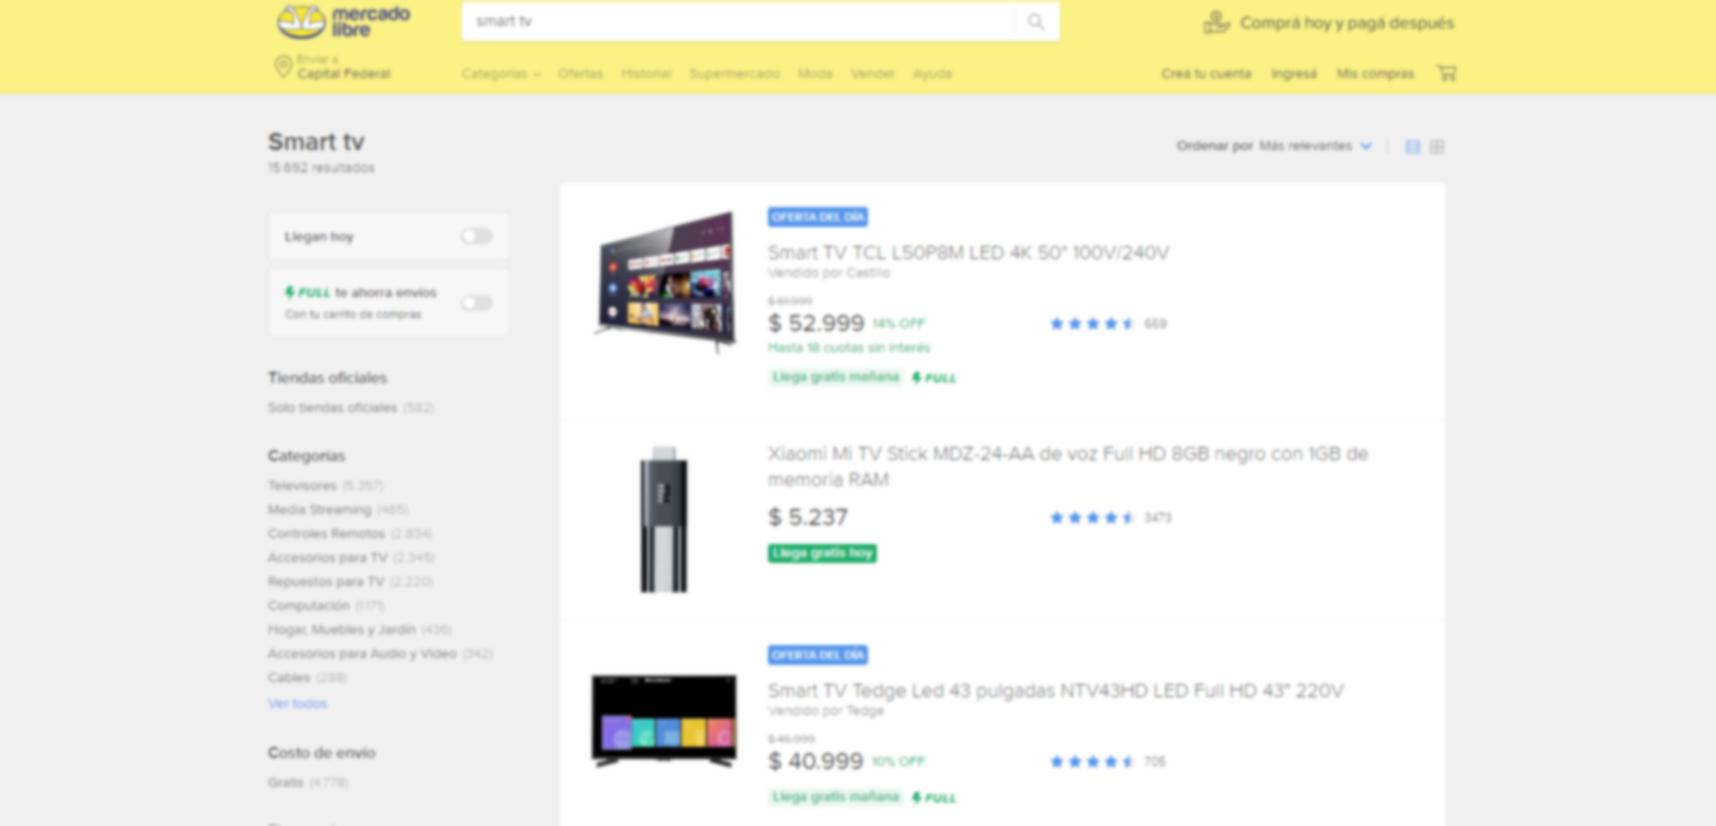 mercado
libre
smart tv
Comprá hoy y pagá después
Enviar a
Capital Federal
Categorías Ofertas Historial Supermercado Moda Vender Ayuda
Creá tu cuenta Ingresá Mis compras
Smart tv
15.692 resultados
Ordenar por Más relevantes
Llegan hoy
FULL te ahorra envíos
Con tu carrito de compras
Tiendas oficiales
Solo tiendas oficiales (582)
Categorías
Televisores (5.357)
Media Streaming (465)
Controles Remotos (2.834)
Accesorios para TV (2.345)
Repuestos para TV (2.220)
Computación (1.171)
Hogar, Muebles y Jardín (436)
Accesorios para Audio y Video (342)
Cables (288)
Ver todos
Costo de envío
Gratis (4.778)
OFERTA DEL DÍA
Smart TV TCL L50P8M LED 4K 50" 100V/240V
Vendido por Castillo
$ 61.999
$ 52.999 14% OFF
669
Hasta 18 cuotas sin interés
Llega gratis mañana FULL
Xiaomi Mi TV Stick MDZ-24-AA de voz Full HD 8GB negro con 1GB de
memoria RAM
$ 5.237
3473
Llega gratis hoy
OFERTA DEL DÍA
Smart TV Tedge Led 43 pulgadas NTV43HD LED Full HD 43" 220V
Vendido por Tedge
$ 45.999
$ 40.999 10% OFF
705
Llega gratis mañana FULL